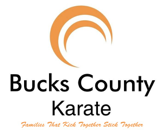 Bucks County
Karate
Families That Kick Together Stick Together